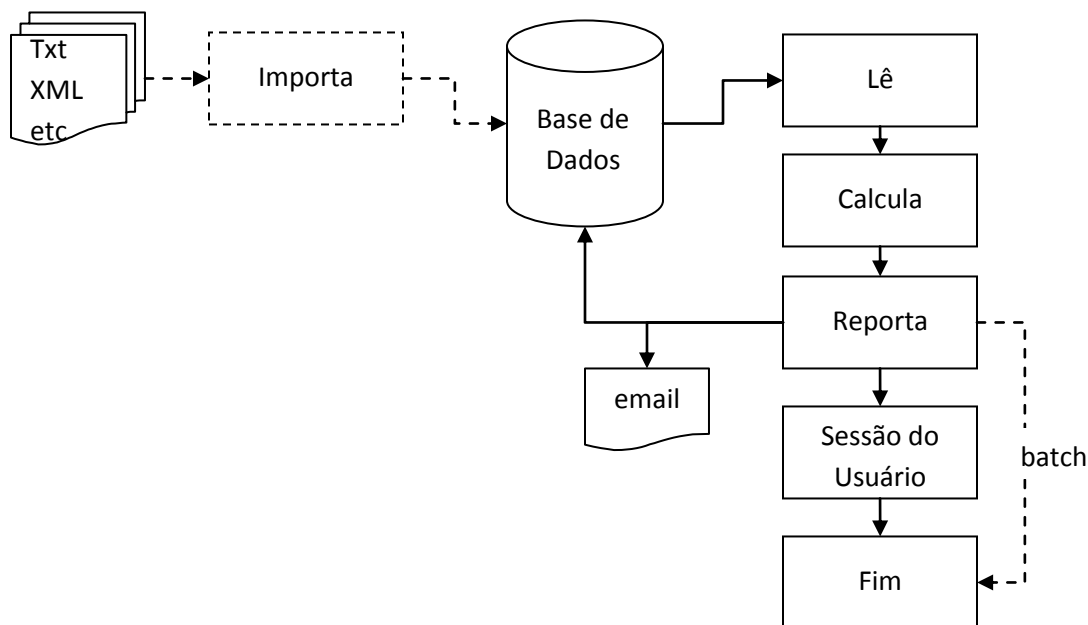 Txt
XML
etc
Importa
Base de
Dados
Lê
Calcula
Reporta
email
Sessão do
Usuário
batch
Fim